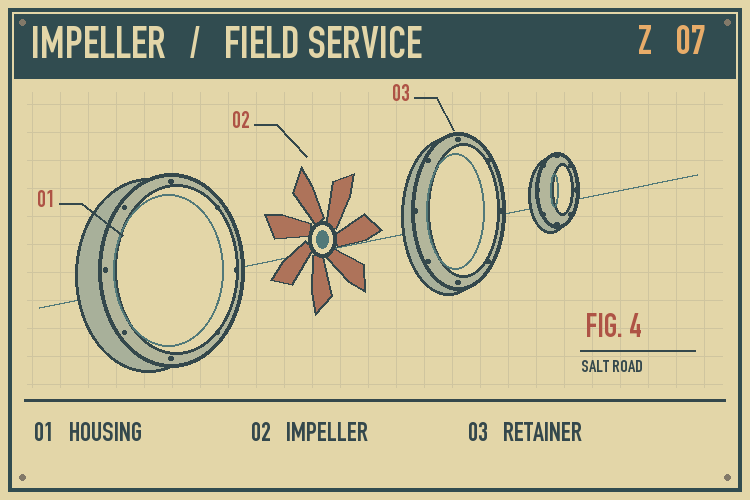 IMPELLER / FIELD SERVICE
Z 07
03
02
01
FIG. 4
SALT ROAD
01 HOUSING
02 IMPELLER
03 RETAINER